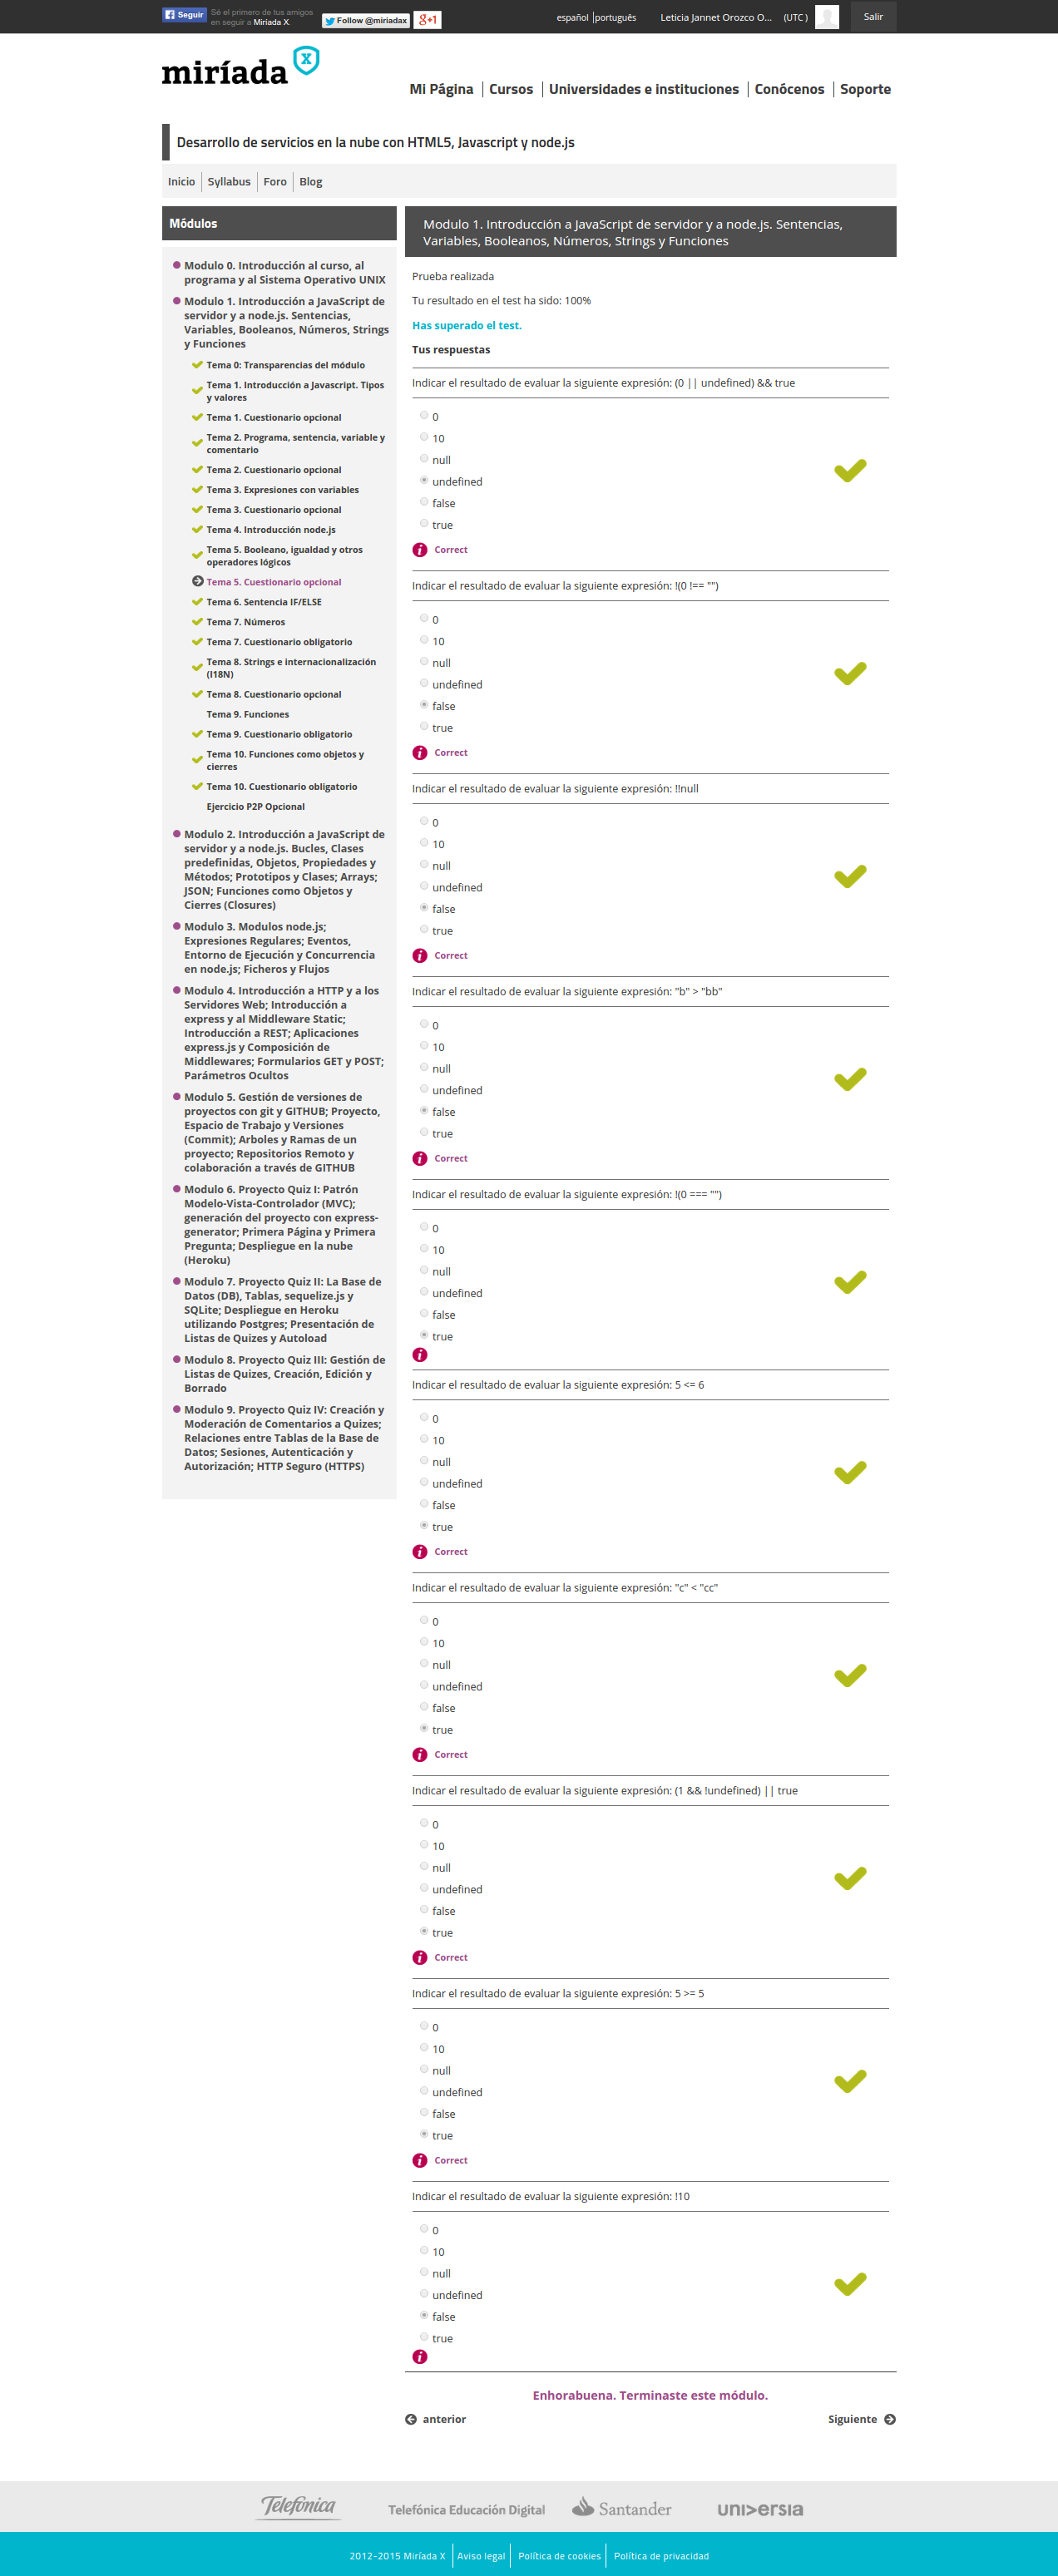 Seguir
Sé el primero de tus amigos
en seguir a Miríada X.
Follow @miriadax
g+1
español
português
Leticia Jannet Orozco O...
(UTC )
Salir
miríada X
Mi Página
Cursos
Universidades e instituciones
Conócenos
Soporte
Desarrollo de servicios en la nube con HTML5, Javascript y node.js
Inicio
Syllabus
Foro
Blog
Módulos
Modulo 0. Introducción al curso, al
programa y al Sistema Operativo UNIX
Modulo 1. Introducción a JavaScript de
servidor y a node.js. Sentencias,
Variables, Booleanos, Números, Strings
y Funciones
Tema 0: Transparencias del módulo
Tema 1. Introducción a Javascript. Tipos
y valores
Tema 1. Cuestionario opcional
Tema 2. Programa, sentencia, variable y
comentario
Tema 2. Cuestionario opcional
Tema 3. Expresiones con variables
Tema 3. Cuestionario opcional
Tema 4. Introducción node.js
Tema 5. Booleano, igualdad y otros
operadores lógicos
Tema 5. Cuestionario opcional
Tema 6. Sentencia IF/ELSE
Tema 7. Números
Tema 7. Cuestionario obligatorio
Tema 8. Strings e internacionalización
(I18N)
Tema 8. Cuestionario opcional
Tema 9. Funciones
Tema 9. Cuestionario obligatorio
Tema 10. Funciones como objetos y
cierres
Tema 10. Cuestionario obligatorio
Ejercicio P2P Opcional
Modulo 2. Introducción a JavaScript de
servidor y a node.js. Bucles, Clases
predefinidas, Objetos, Propiedades y
Métodos; Prototipos y Clases; Arrays;
JSON; Funciones como Objetos y
Cierres (Closures)
Modulo 3. Modulos node.js;
Expresiones Regulares; Eventos,
Entorno de Ejecución y Concurrencia
en node.js; Ficheros y Flujos
Modulo 4. Introducción a HTTP y a los
Servidores Web; Introducción a
express y al Middleware Static;
Introducción a REST; Aplicaciones
express.js y Composición de
Middlewares; Formularios GET y POST;
Parámetros Ocultos
Modulo 5. Gestión de versiones de
proyectos con git y GITHUB; Proyecto,
Espacio de Trabajo y Versiones
(Commit); Arboles y Ramas de un
proyecto; Repositorios Remoto y
colaboración a través de GITHUB
Modulo 6. Proyecto Quiz I: Patrón
Modelo-Vista-Controlador (MVC);
generación del proyecto con express-
generator; Primera Página y Primera
Pregunta; Despliegue en la nube
(Heroku)
Modulo 7. Proyecto Quiz II: La Base de
Datos (DB), Tablas, sequelize.js y
SQLite; Despliegue en Heroku
utilizando Postgres; Presentación de
Listas de Quizes y Autoload
Modulo 8. Proyecto Quiz III: Gestión de
Listas de Quizes, Creación, Edición y
Borrado
Modulo 9. Proyecto Quiz IV: Creación y
Moderación de Comentarios a Quizes;
Relaciones entre Tablas de la Base de
Datos; Sesiones, Autenticación y
Autorización; HTTP Seguro (HTTPS)
Modulo 1. Introducción a JavaScript de servidor y a node.js. Sentencias,
Variables, Booleanos, Números, Strings y Funciones
Prueba realizada
Tu resultado en el test ha sido: 100%
Has superado el test.
Tus respuestas
Indicar el resultado de evaluar la siguiente expresión: (0 || undefined) && true
0
10
null
undefined
false
true
Correct
Indicar el resultado de evaluar la siguiente expresión: !(0 !== "")
0
10
null
undefined
false
true
Correct
Indicar el resultado de evaluar la siguiente expresión: !!null
0
10
null
undefined
false
true
Correct
Indicar el resultado de evaluar la siguiente expresión: "b" > "bb"
0
10
null
undefined
false
true
Correct
Indicar el resultado de evaluar la siguiente expresión: !(0 === "")
0
10
null
undefined
false
true
Indicar el resultado de evaluar la siguiente expresión: 5 <= 6
0
10
null
undefined
false
true
Correct
Indicar el resultado de evaluar la siguiente expresión: "c" < "cc"
0
10
null
undefined
false
true
Correct
Indicar el resultado de evaluar la siguiente expresión: (1 && !undefined) || true
0
10
null
undefined
false
true
Correct
Indicar el resultado de evaluar la siguiente expresión: 5 >= 5
0
10
null
undefined
false
true
Correct
Indicar el resultado de evaluar la siguiente expresión: !10
0
10
null
undefined
false
true
Enhorabuena. Terminaste este módulo.
anterior
Siguiente
Telefónica
Telefónica Educación Digital
Santander
universia
2012-2015 Miríada X
Aviso legal
Política de cookies
Política de privacidad